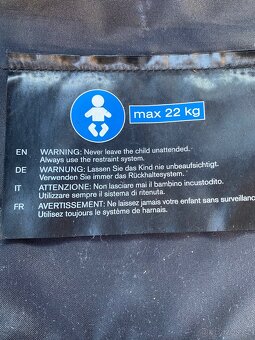 max 22 kg
EN WARNING: Never leave the child unattended.
Always use the restraint system.
DE WARNUNG: Lassen Sie das Kind nie unbeaufsichtigt.
Verwenden Sie immer das Rückhaltesystem.
IT ATTENZIONE: Non lasciare mai il bambino incustodito.
Utilizzare sempre il sistema di ritenuta.
FR AVERTISSEMENT: Ne laissez jamais votre enfant sans surveillance
Utilisez toujours le système de harnais.